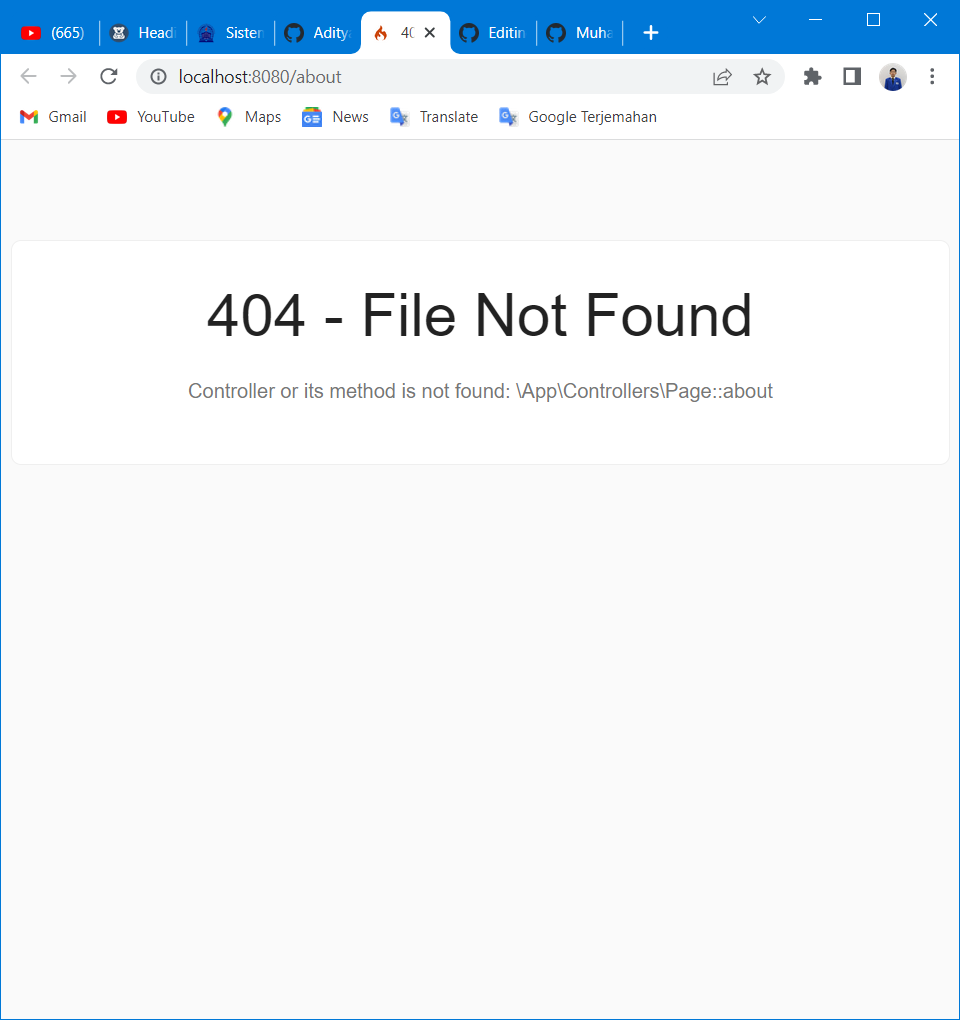 (665)
Headi
Sister
Aditya
40
Editin
Muha
localhost:8080/about
Gmail
YouTube
Maps
News
Translate
Google Terjemahan
404 - File Not Found
Controller or its method is not found: \App\Controllers\Page::about